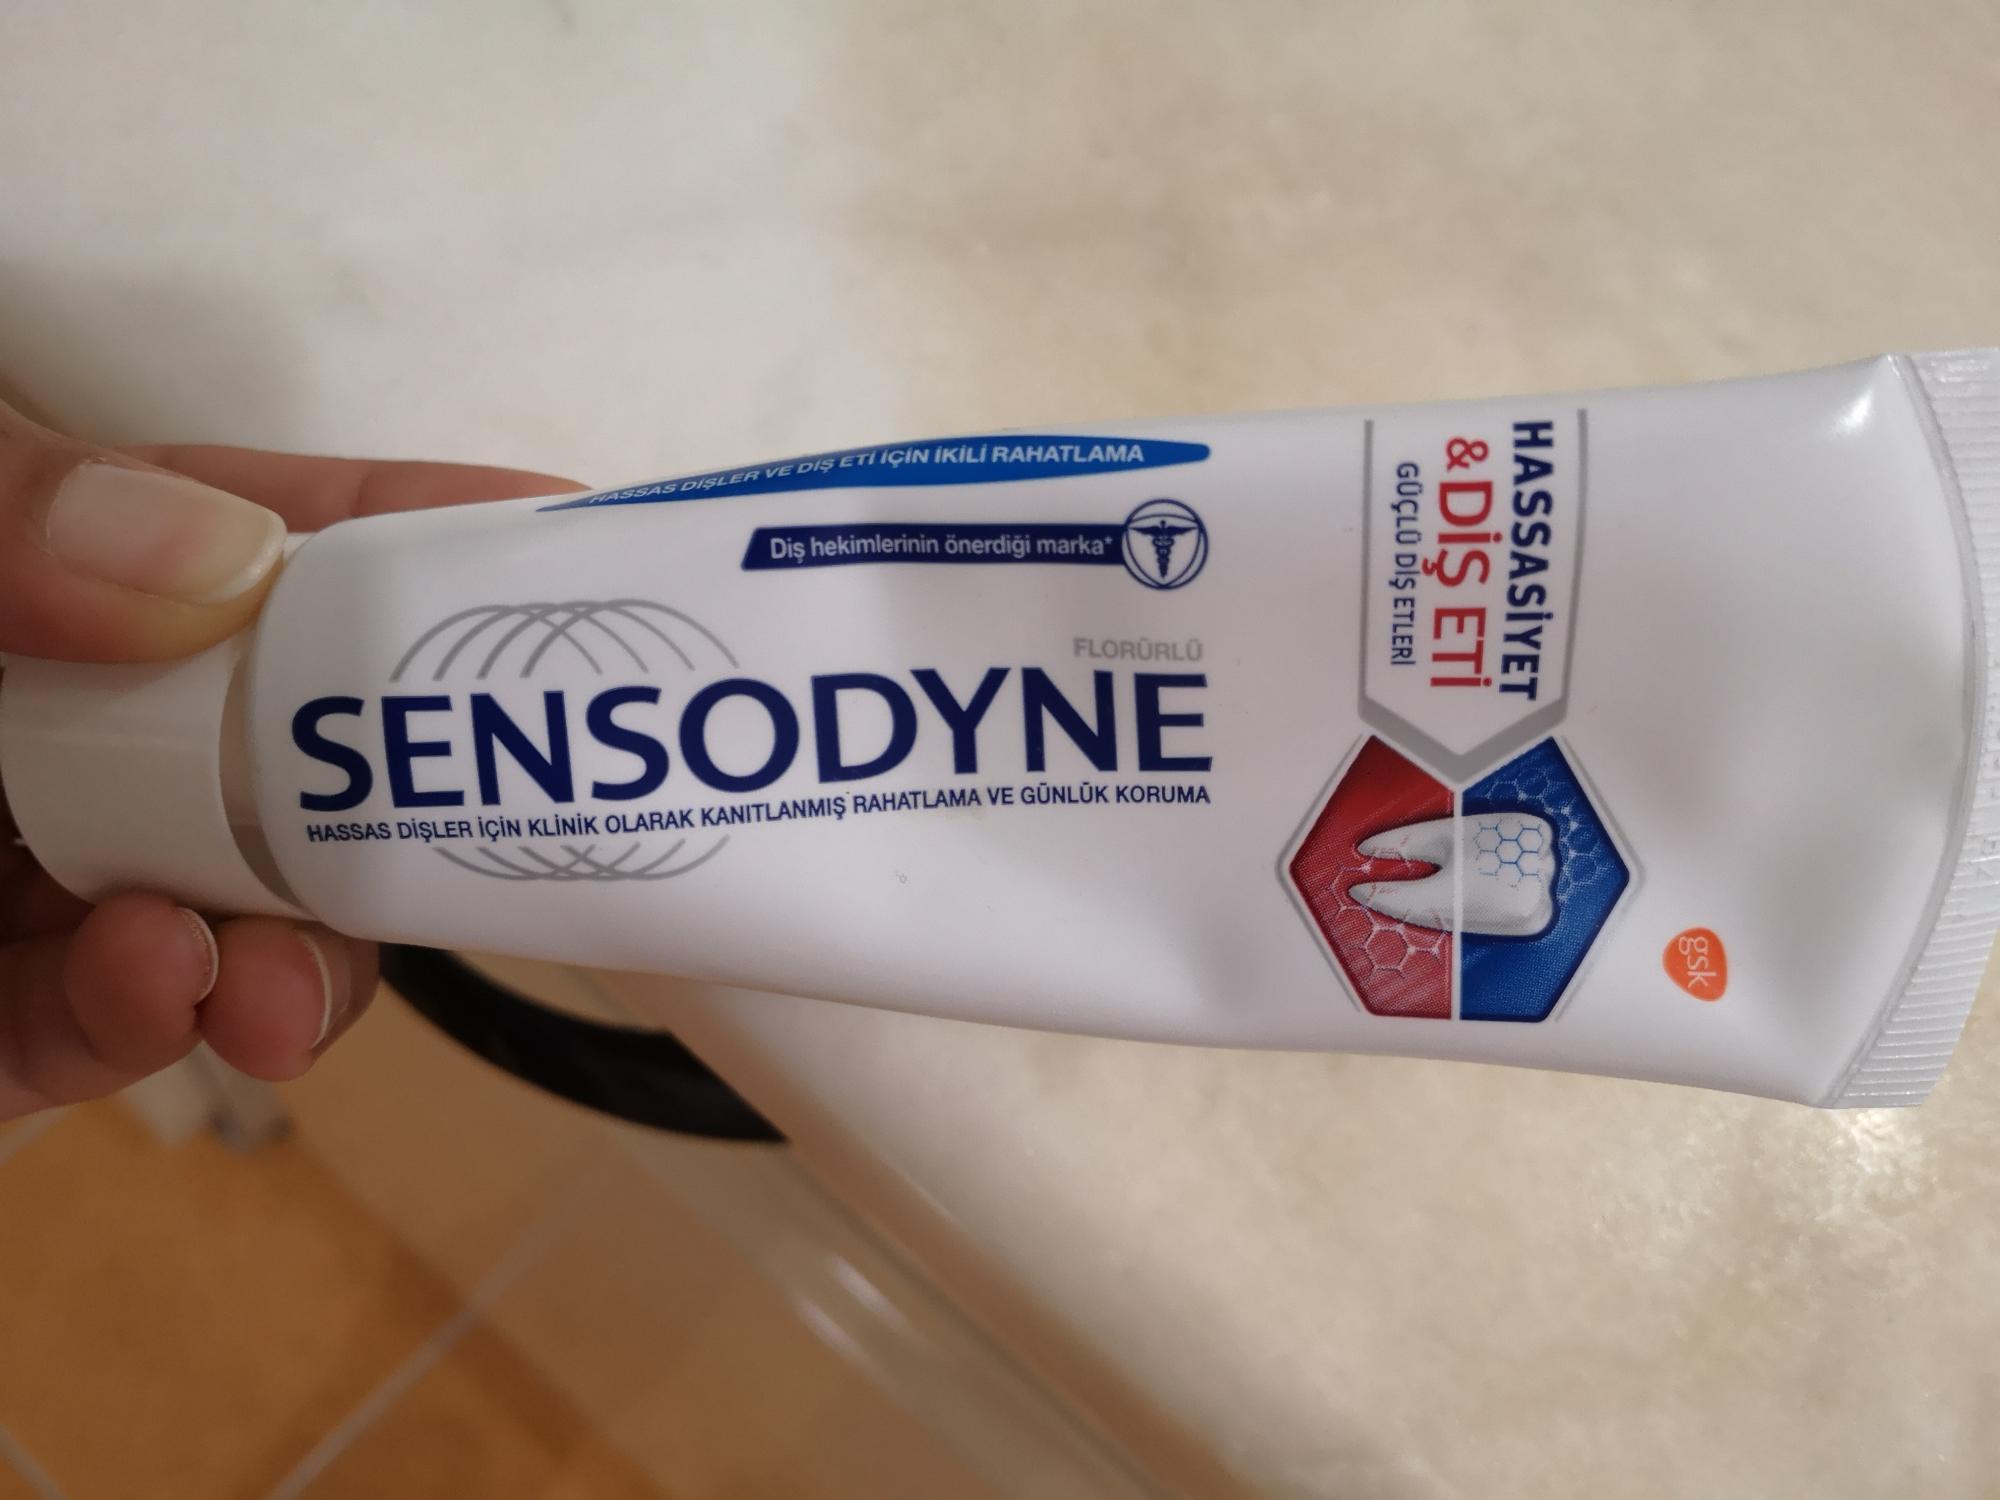 HASSAS DİŞLER VE DİŞ ETİ İÇİN İKİLİ RAHATLAMA
Diş hekimlerinin önerdiği marka*
FLORÜRLÜ
SENSODYNE
HASSAS DİŞLER İÇİN KLİNİK OLARAK KANITLANMIŞ RAHATLAMA VE GÜNLÜK KORUMA
HASSASİYET
& DİŞ ETİ
GÜÇLÜ DİŞ ETLERİ
gsk